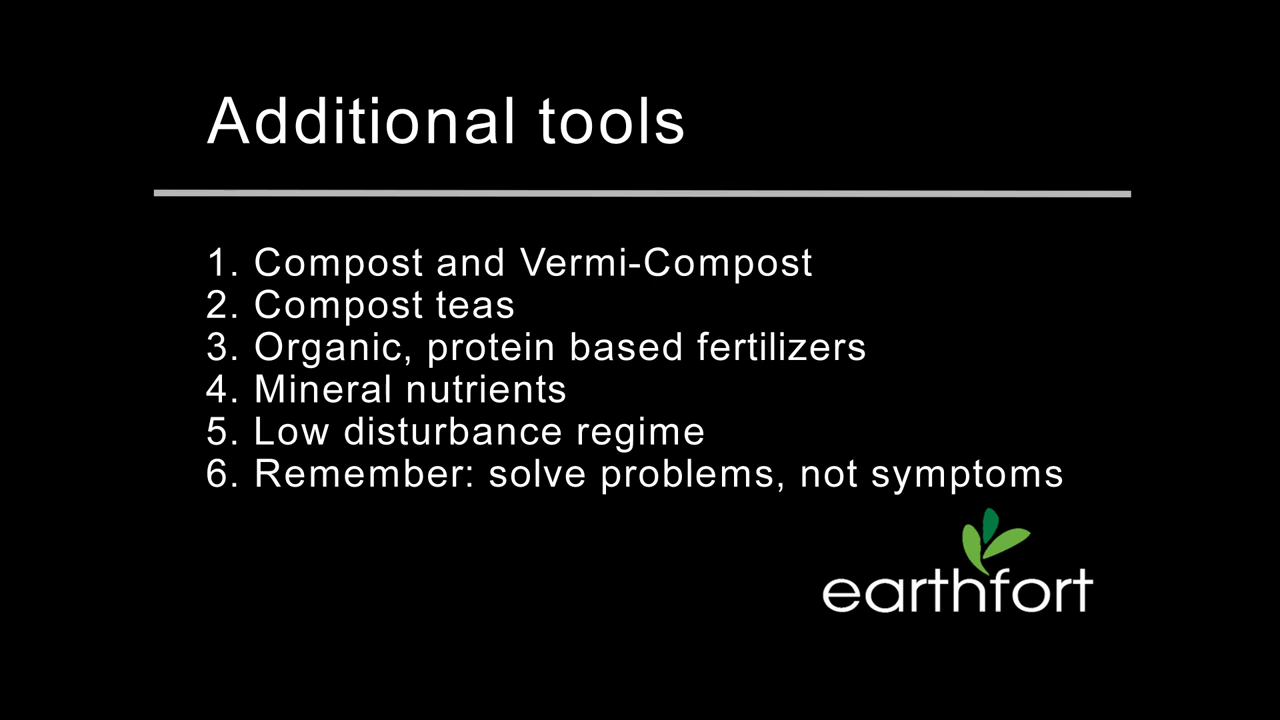 Additional tools
1. Compost and Vermi-Compost
2. Compost teas
3. Organic, protein based fertilizers
4. Mineral nutrients
5. Low disturbance regime
6. Remember: solve problems, not symptoms
earthfort